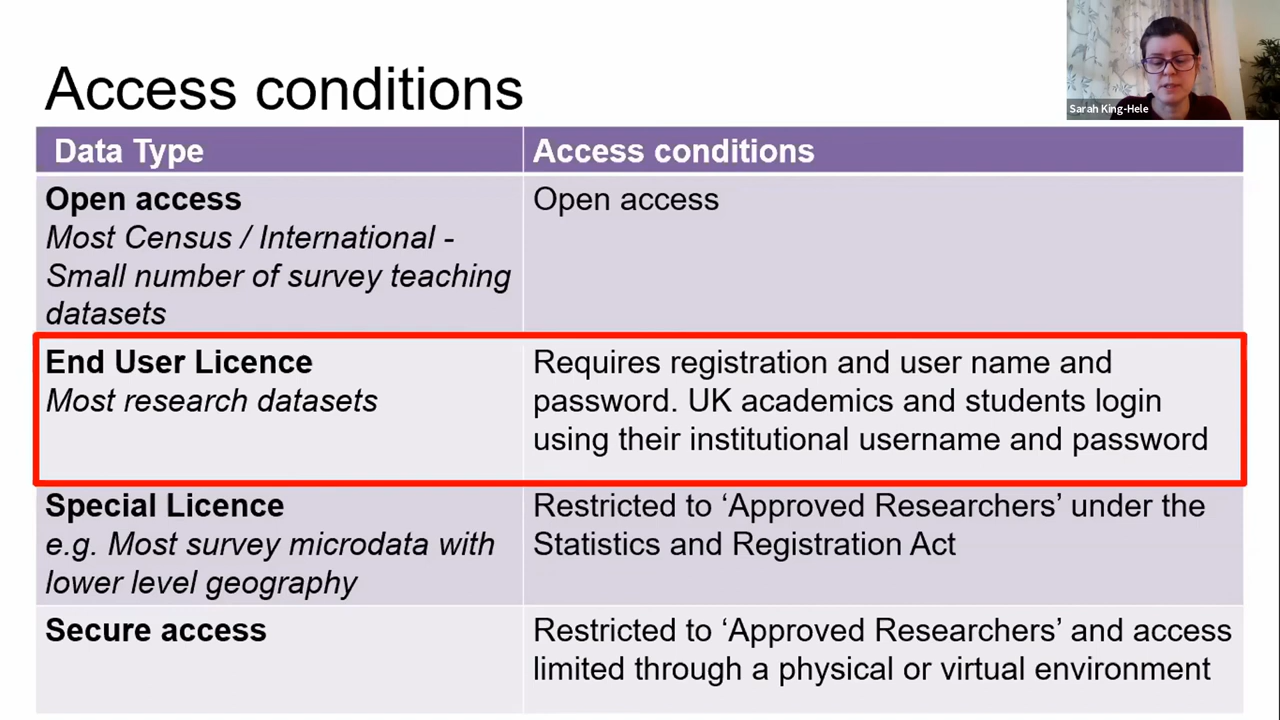 Access conditions
Sarah King-Hele
Data Type
Access conditions
Open access
Most Census / International -
Small number of survey teaching
datasets
Open access
End User Licence
Most research datasets
Requires registration and user name and
password. UK academics and students login
using their institutional username and password
Special Licence
e.g. Most survey microdata with
lower level geography
Restricted to ‘Approved Researchers’ under the
Statistics and Registration Act
Secure access
Restricted to ‘Approved Researchers’ and access
limited through a physical or virtual environment